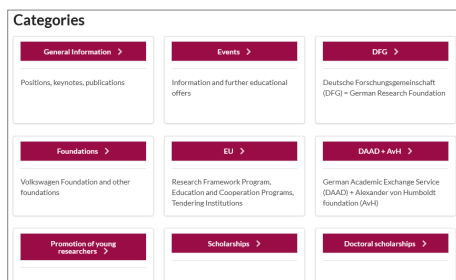 Categories
General Information >
Events >
DFG >
Positions, keynotes, publications
Information and further educational
offers
Deutsche Forschungsgemeinschaft
(DFG) = German Research Foundation
Foundations >
EU >
DAAD + AvH >
Volkswagen Foundation and other
foundations
Research Framework Program,
Education and Cooperation Programs,
Tendering Institutions
German Academic Exchange Service
(DAAD) + Alexander von Humboldt
foundation (AvH)
Promotion of young
researchers >
Scholarships >
Doctoral scholarships >